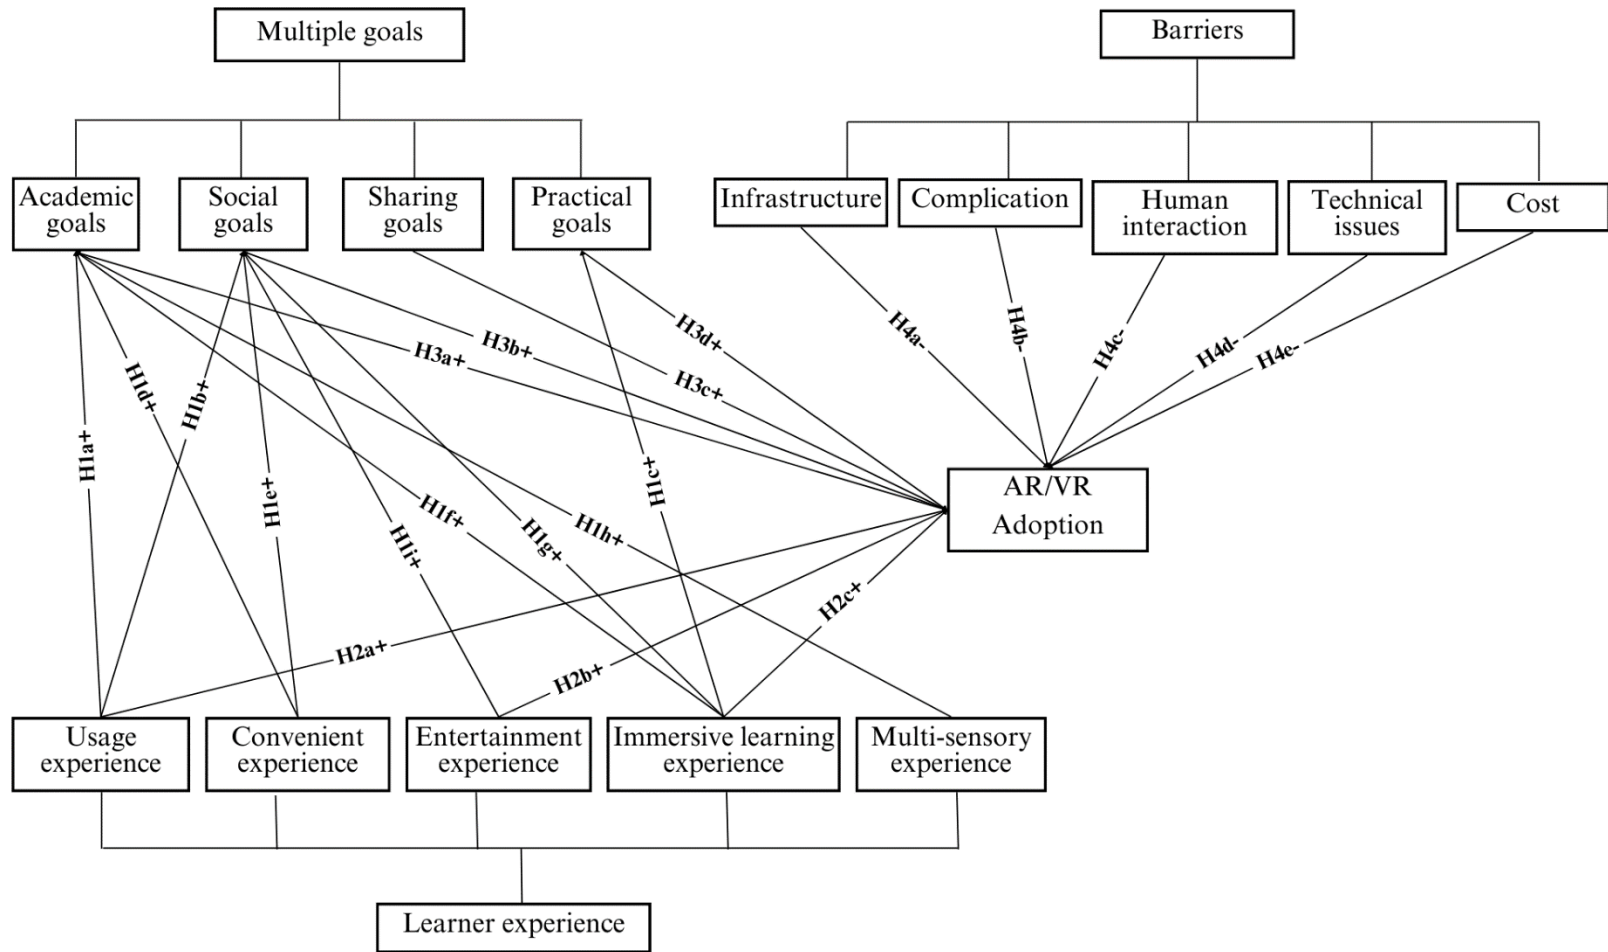 Multiple goals
Barriers
Academic
goals
Social
goals
Sharing
goals
Practical
goals
Infrastructure
Complication
Human
interaction
Technical
issues
Cost
H3d+
H3b+
H3a+
H3c+
H4a-
H4b-
H4c-
H4d-
H4e-
H1d+
H1b+
H1a+
H1e+
H1i+
H1f+
H1g+
H1h+
H1c+
AR/VR
Adoption
H2c+
H2a+
H2b+
Usage
experience
Convenient
experience
Entertainment
experience
Immersive learning
experience
Multi-sensory
experience
Learner experience